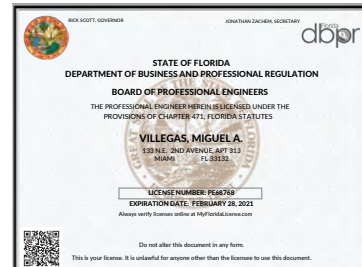 RICK SCOTT, GOVERNOR
JONATHAN ZACHEM, SECRETARY
Florida
dbpr
STATE OF FLORIDA
DEPARTMENT OF BUSINESS AND PROFESSIONAL REGULATION
BOARD OF PROFESSIONAL ENGINEERS
THE PROFESSIONAL ENGINEER HEREIN IS LICENSED UNDER THE
PROVISIONS OF CHAPTER 471, FLORIDA STATUTES
VILLEGAS, MIGUEL A.
133 N.E. 2ND AVENUE, APT 313
MIAMI FL 33132
LICENSE NUMBER: PE68768
EXPIRATION DATE: FEBRUARY 28, 2021
Always verify licenses online at MyFloridaLicense.com
Do not alter this document in any form.
This is your license. It is unlawful for anyone other than the licensee to use this document.